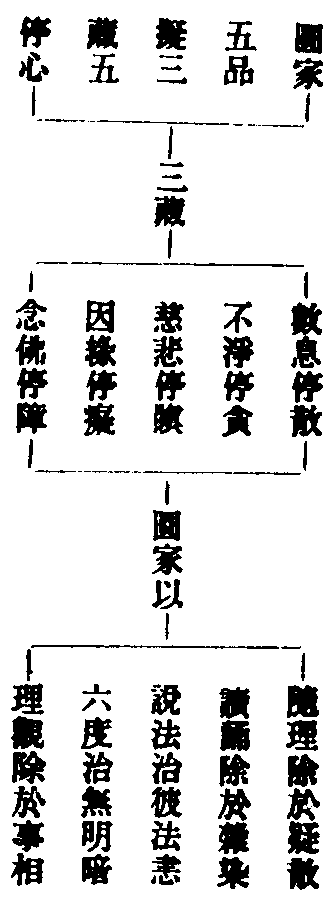 圓家
五品
擬三
藏五
停心
三藏
數息停散
不淨停貪
慈悲停瞋
因緣停癡
念佛停障
圓家以
隨理除於疑散
讀誦除於雜染
說法治彼法恚
六度治無明暗
理觀除於事相